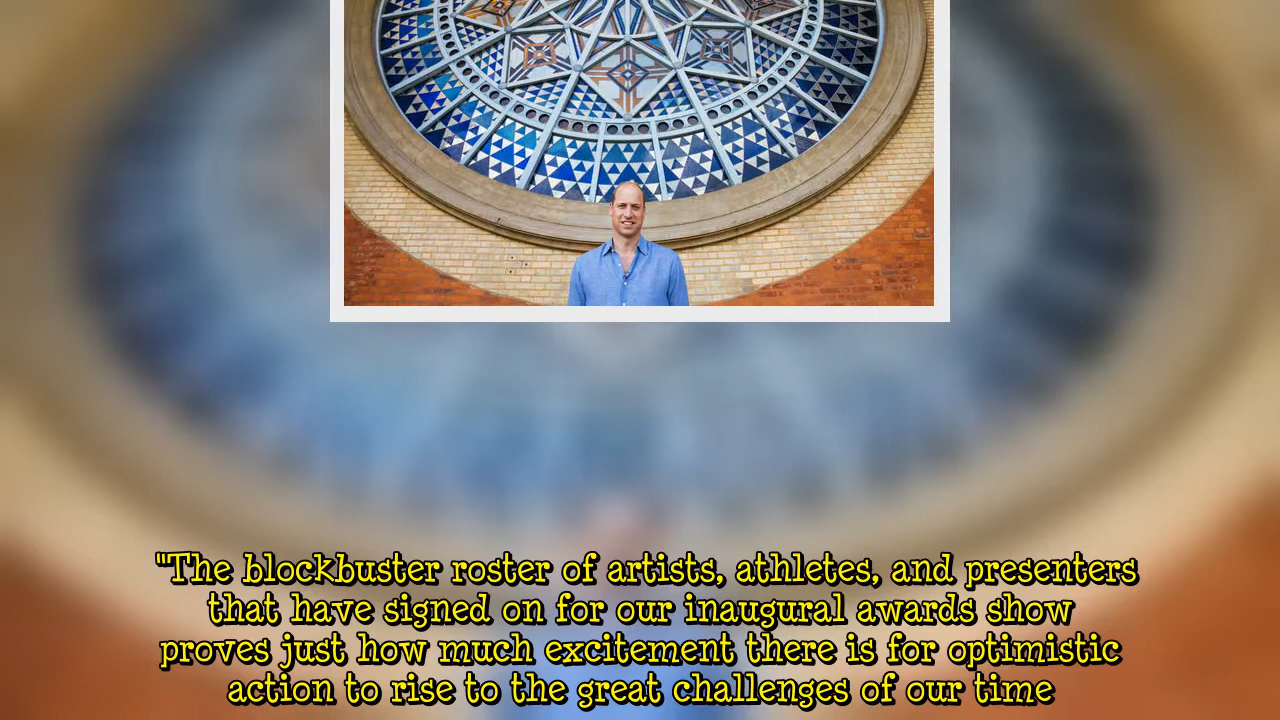 "The blockbuster roster of artists, athletes, and presenters
that have signed on for our inaugural awards show
proves just how much excitement there is for optimistic
action to rise to the great challenges of our time